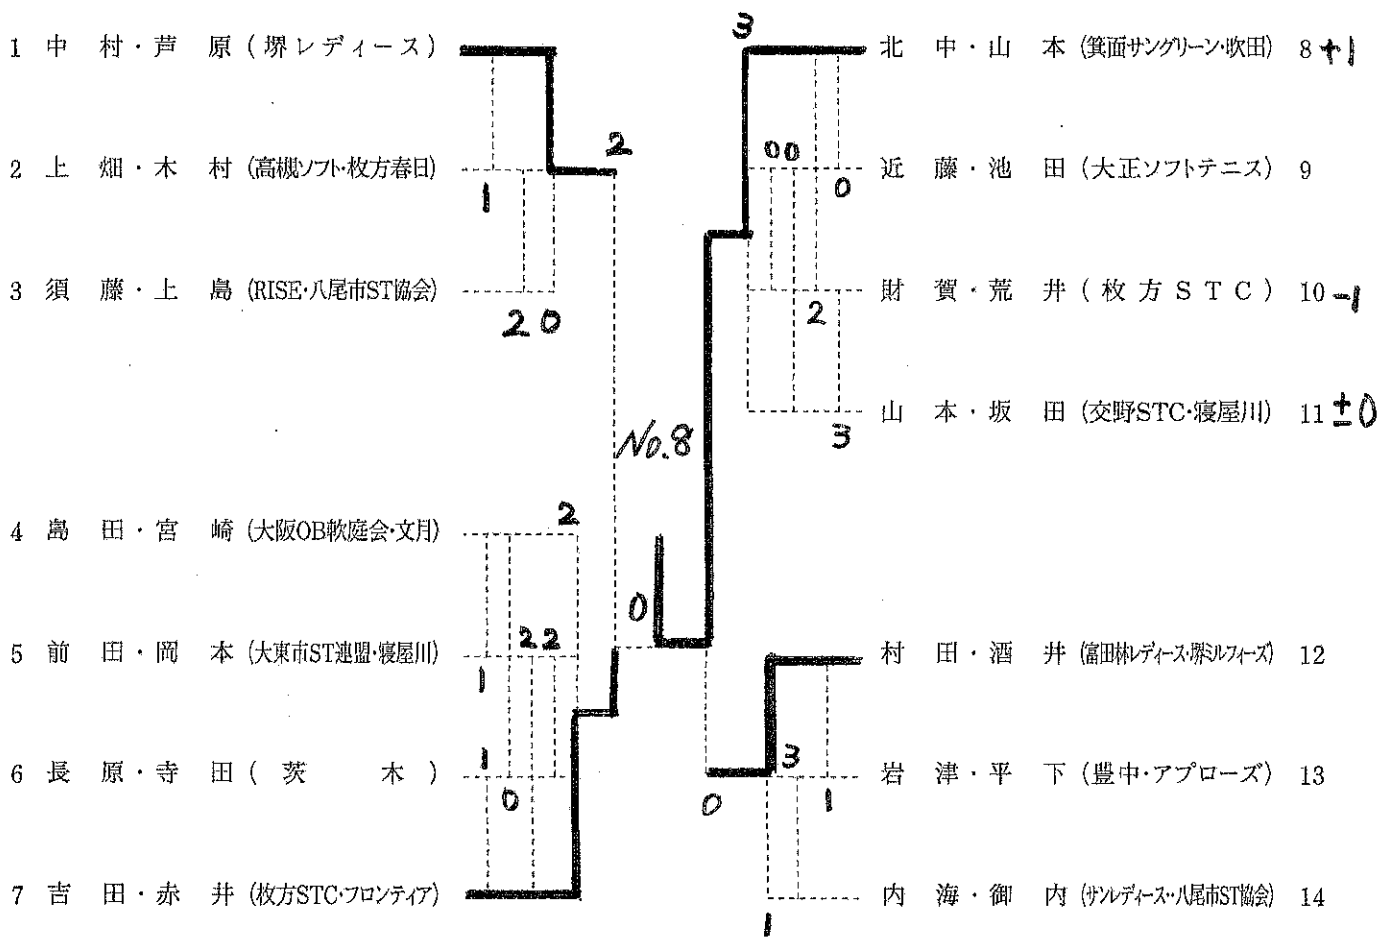 1 中 村・芦 原 (堺レディース)
2 上 畑・木 村 (高槻ソフト・枚方春日)
3 須 藤・上 島 (RISE・八尾市ST協会)
4 島 田・宮 崎 (大阪OB軟庭会・文月)
5 前 田・岡 本 (大東市ST連盟・寝屋川)
6 長 原・寺 田 (茨 木)
7 吉 田・赤 井 (枚方STC・フロンティア)
2
1
2 0
2
2 2
1
1
0
No.8
0
3
北 中・山 本 (箕面サングリーン・吹田) 8 +1
0 0
近 藤・池 田 (大正ソフトテニス) 9
0
財 賀・荒 井 (枚方STC) 10 -1
2
山 本・坂 田 (交野STC・寝屋川) 11 ±0
3
村 田・酒 井 (富田林レディース・堺ミルフィーズ) 12
3
岩 津・平 下 (豊中・アプローズ) 13
0
1
内 海・御 内 (サンレディース・八尾市ST協会) 14
1